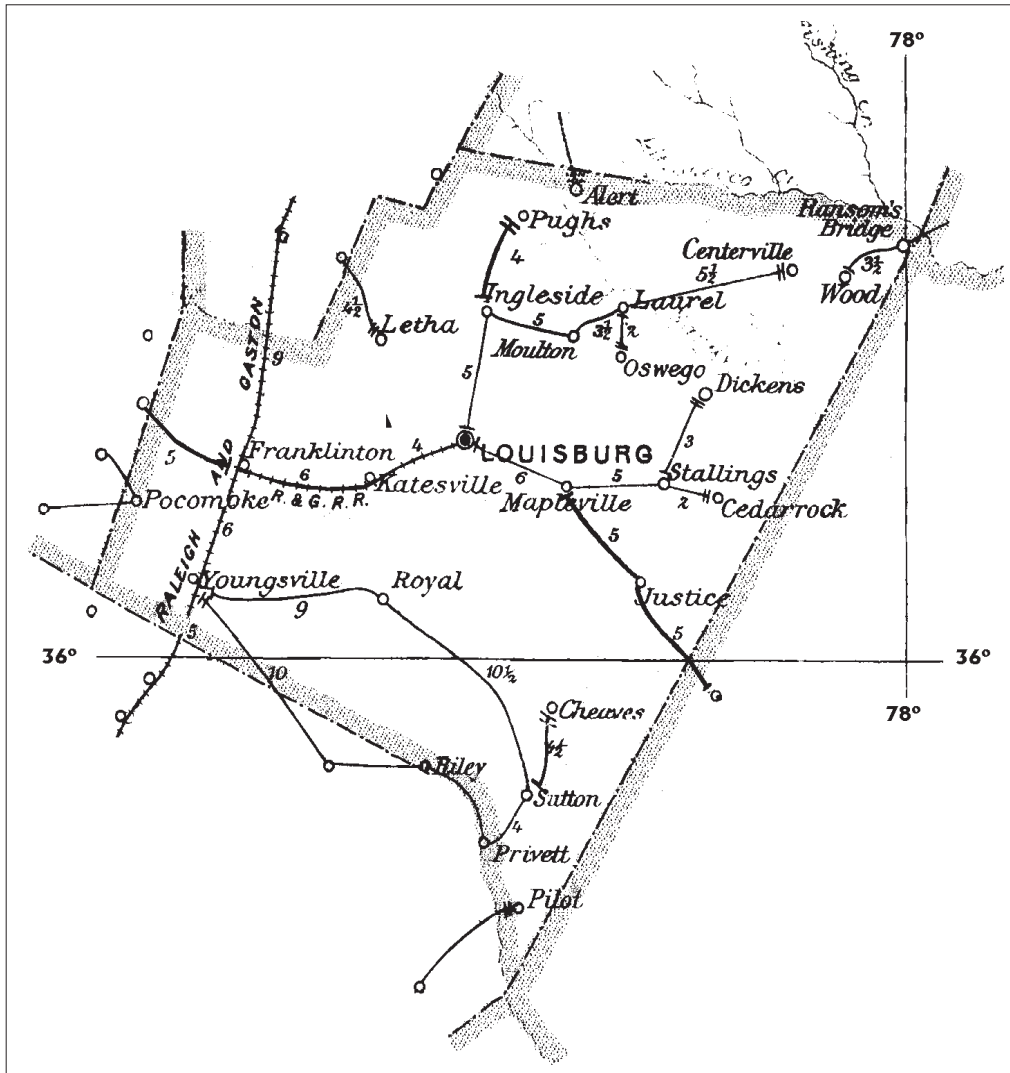 78°
Fishing Cr.
Alert
Ransom's
Bridge
Pughs
Centerville
4
5½
3½
Wood
GASTON
4½
Ingleside
Laurel
Letha
5
3½
2
9
Moulton
Oswego
5
Dickens
AND
Franklinton
4
LOUISBURG
3
5
6
Katesville
6
5
Stallings
Pocomoke
R. & G. R. R.
Mapleville
2
Cedarrock
6
5
RALEIGH
Youngsville
Royal
9
Justice
5
5
36°
36°
10
10½
78°
Cheaves
4½
Riley
Sutton
4
Privett
Pilot